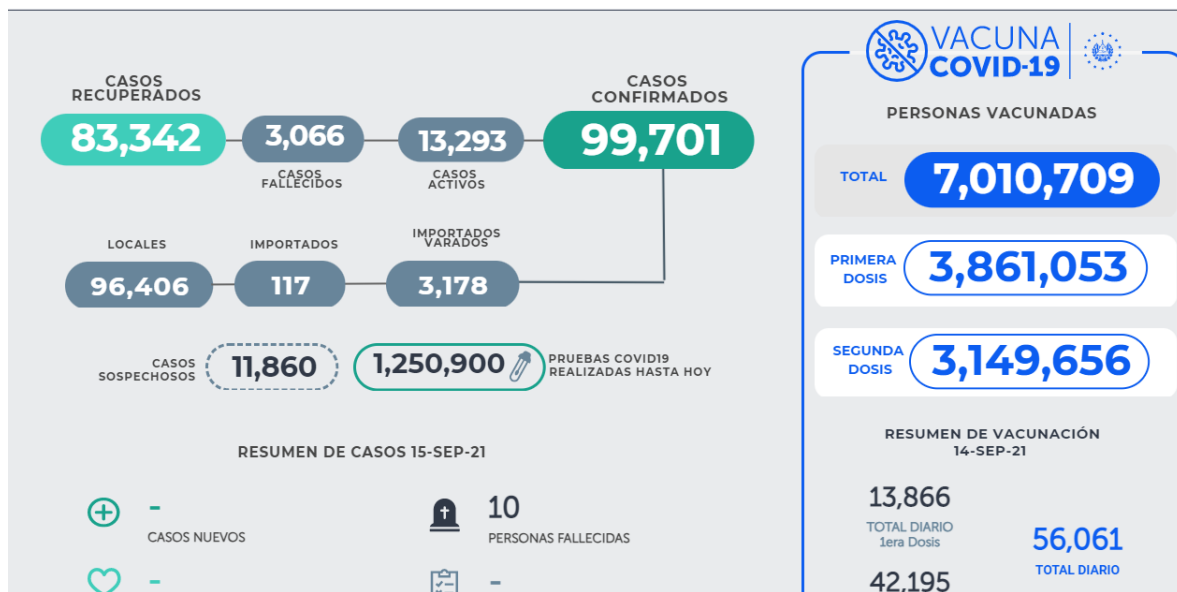 CASOS
RECUPERADOS
83,342
3,066
CASOS
FALLECIDOS
13,293
CASOS
ACTIVOS
CASOS
CONFIRMADOS
99,701
LOCALES
96,406
IMPORTADOS
117
IMPORTADOS
VARADOS
3,178
CASOS
SOSPECHOSOS
11,860
1,250,900
PRUEBAS COVID19
REALIZADAS HASTA HOY
RESUMEN DE CASOS 15-SEP-21
-
CASOS NUEVOS
10
PERSONAS FALLECIDAS
-
-
VACUNA
COVID-19
PERSONAS VACUNADAS
TOTAL
7,010,709
PRIMERA
DOSIS
3,861,053
SEGUNDA
DOSIS
3,149,656
RESUMEN DE VACUNACIÓN
14-SEP-21
13,866
TOTAL DIARIO
1era Dosis
56,061
TOTAL DIARIO
42,195